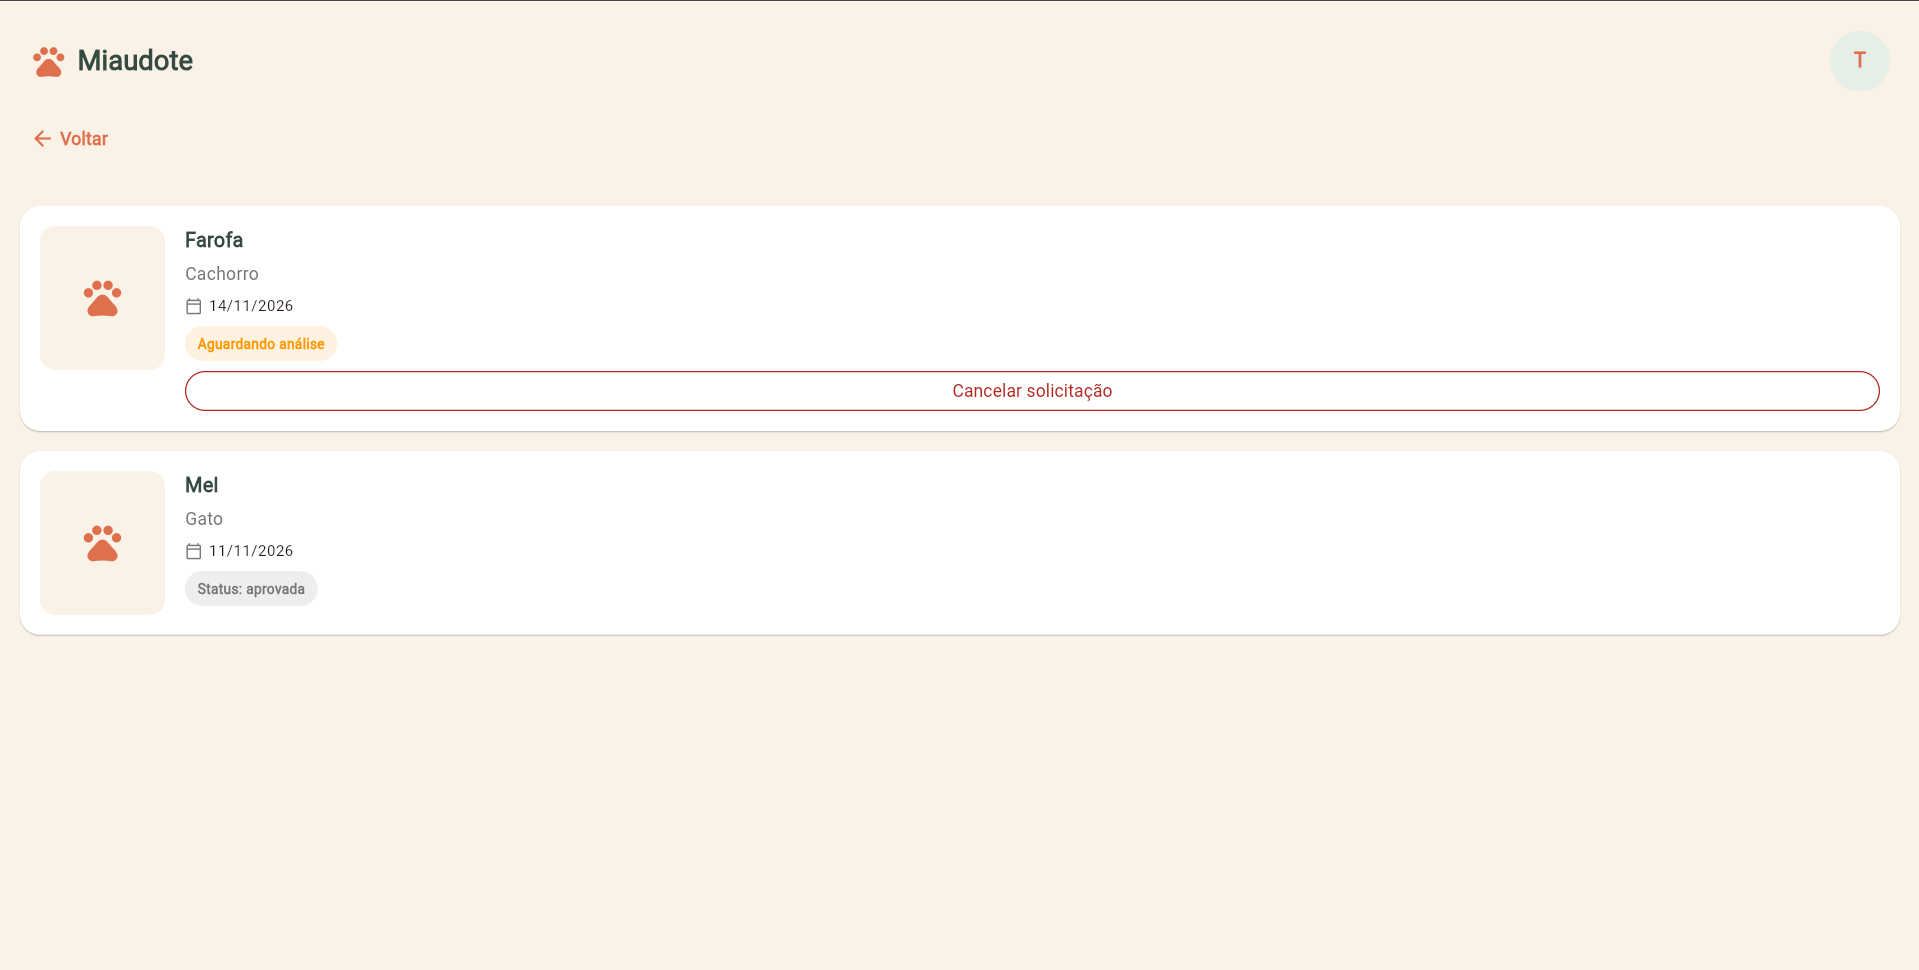 Miaudote
T
Voltar
Farofa
Cachorro
14/11/2026
Aguardando análise
Cancelar solicitação
Mel
Gato
11/11/2026
Status: aprovada